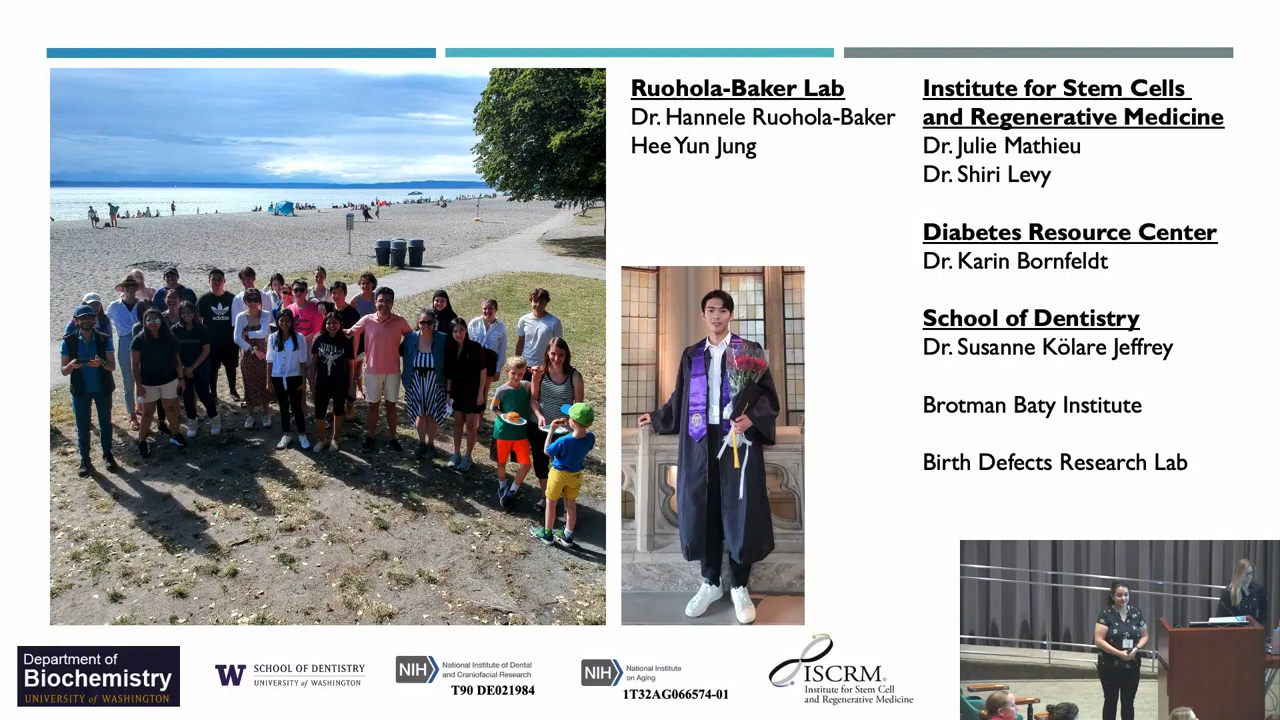 Ruohola-Baker Lab
Dr. Hannele Ruohola-Baker
Hee Yun Jung
Institute for Stem Cells
and Regenerative Medicine
Dr. Julie Mathieu
Dr. Shiri Levy
Diabetes Resource Center
Dr. Karin Bornfeldt
School of Dentistry
Dr. Susanne Kölare Jeffrey
Brotman Baty Institute
Birth Defects Research Lab
Department of
Biochemistry
UNIVERSITY of WASHINGTON
W
SCHOOL OF DENTISTRY
UNIVERSITY of WASHINGTON
NIH
National Institute of Dental
and Craniofacial Research
T90 DE021984
NIH
National Institute
on Aging
1T32AG066574-01
ISCRM
Institute for Stem Cell
and Regenerative Medicine
adidas